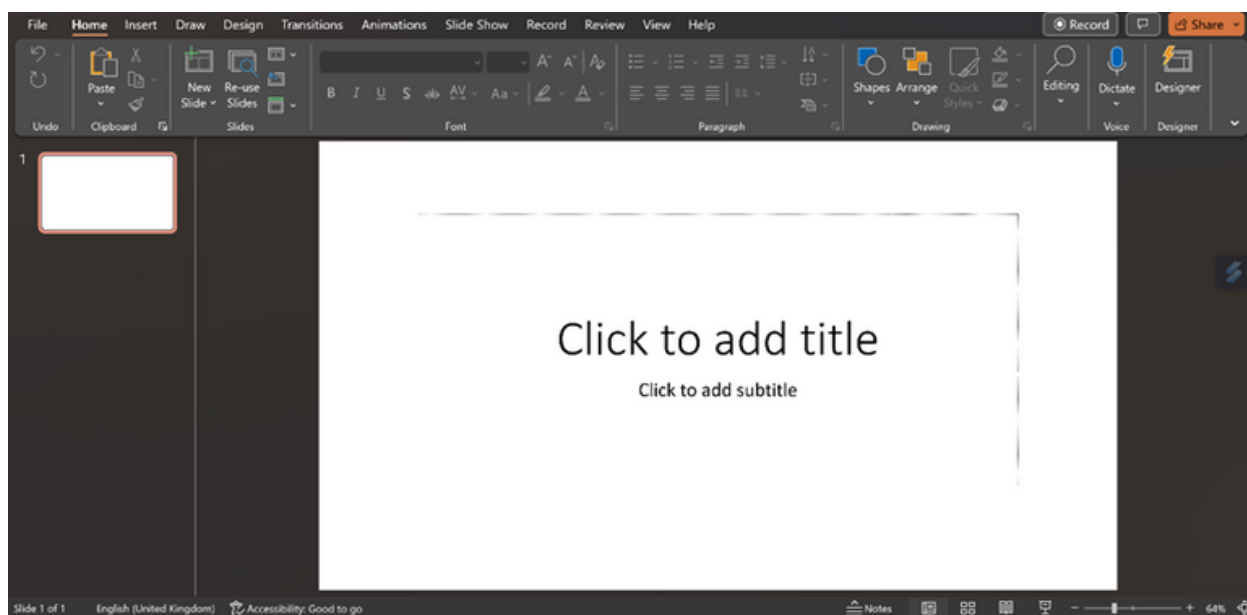 File Home Insert Draw Design Transitions Animations Slide Show Record Review View Help Record Share
Paste
New Slide
Re-use Slides
B I U S ab AV Aa A
A A A
Shapes Arrange Quick Styles
Editing
Dictate
Designer
Undo Clipboard Slides Font Paragraph Drawing Voice Designer
1
Click to add title
Click to add subtitle
Slide 1 of 1 English (United Kingdom) Accessibility: Good to go Notes 64%